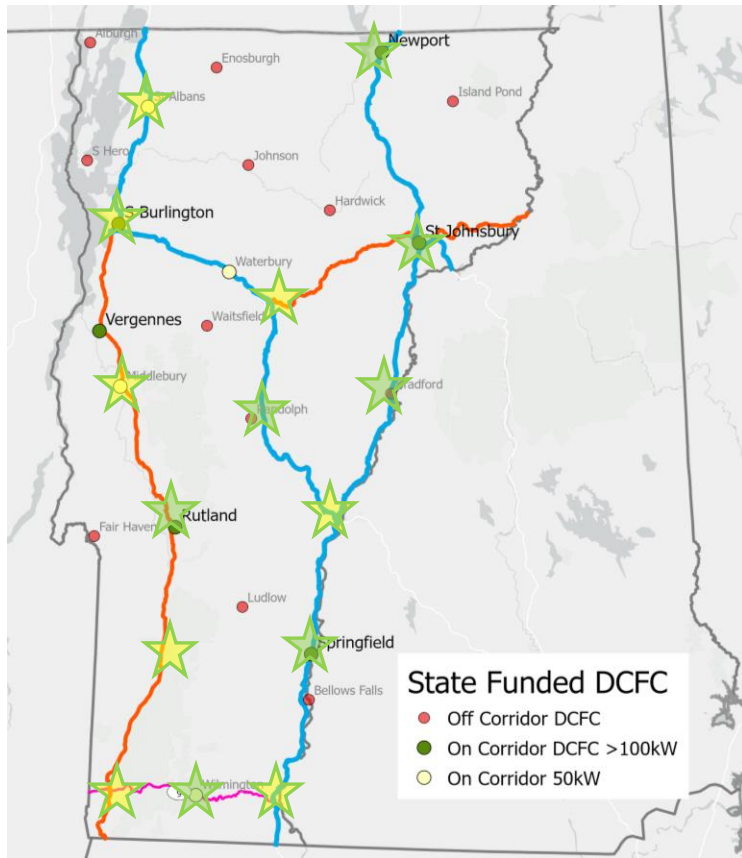 Alburgh
Newport
Enosburgh
Island Pond
St Albans
S Hero
Johnson
Hardwick
S Burlington
St Johnsbury
Waterbury
Waitsfield
Vergennes
Middlebury
Bradford
Randolph
Rutland
Fair Haven
Ludlow
Springfield
Bellows Falls
Wilmington
9
State Funded DCFC
Off Corridor DCFC
On Corridor DCFC >100kW
On Corridor 50kW